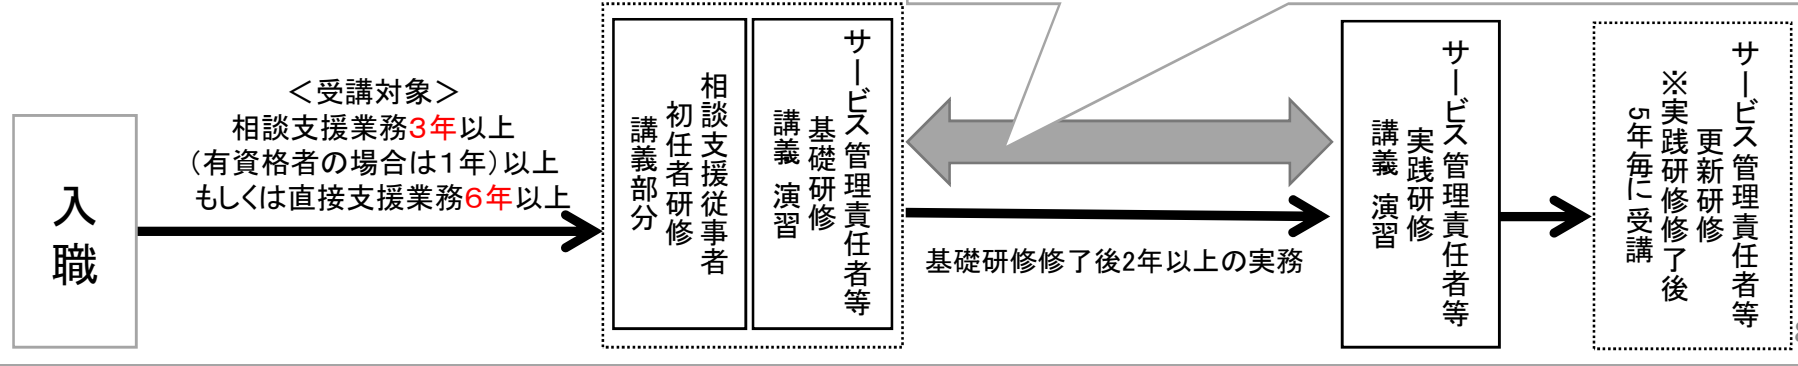 入職
＜受講対象＞
相談支援業務3年以上
（有資格者の場合は１年）以上
もしくは直接支援業務6年以上
相談支援従事者
初任者研修
講義部分
サービス管理責任者等
基礎研修
講義 演習
基礎研修修了後2年以上の実務
サービス管理責任者等
実践研修
講義 演習
サービス管理責任者等
更新研修
※実践研修修了後
5年毎に受講